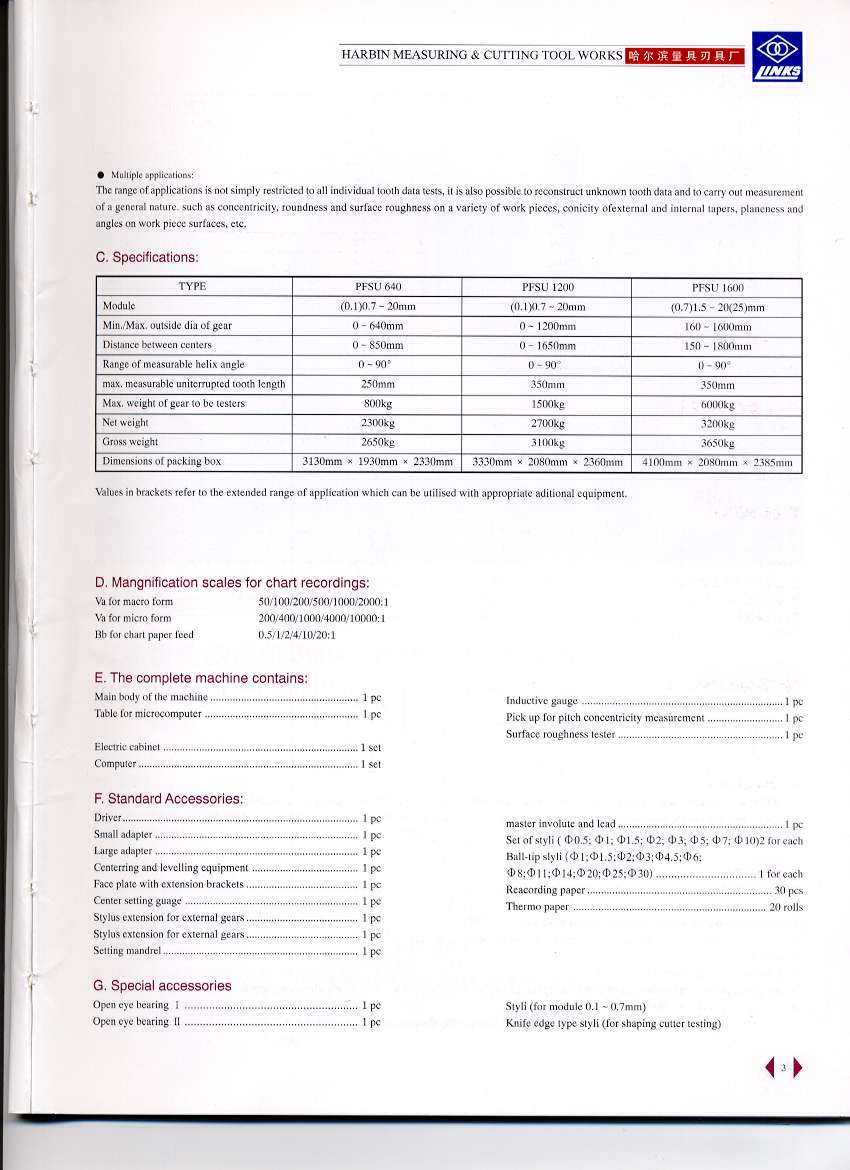 HARBIN MEASURING & CUTTING TOOL WORKS 哈尔滨量具刃具厂
LINKS
● Multiple applications:
The range of applications is not simply restricted to all individual tooth data tests, it is also possible to reconstruct unknown tooth data and to carry out measurement
of a general nature. such as concentricity, roundness and surface roughness on a variety of work pieces, conicity ofexternal and internal tapers, planeness and
angles on work piece surfaces, etc.
C. Specifications:
TYPE PFSU 640 PFSU 1200 PFSU 1600
Module (0.1)0.7 ~ 20mm (0.1)0.7 ~ 20mm (0.7)1.5 ~ 20(25)mm
Min./Max. outside dia of gear 0 ~ 640mm 0 ~ 1200mm 160 ~ 1600mm
Distance between centers 0 ~ 850mm 0 ~ 1650mm 150 ~ 1800mm
Range of measurable helix angle 0 ~ 90° 0 ~ 90° 0 ~ 90°
max. measurable uniterrupted tooth length 250mm 350mm 350mm
Max. weight of gear to be testers 800kg 1500kg 6000kg
Net weight 2300kg 2700kg 3200kg
Gross weight 2650kg 3100kg 3650kg
Dimensions of packing box 3130mm × 1930mm × 2330mm 3330mm × 2080mm × 2360mm 4100mm × 2080mm × 2385mm
Values in brackets refer to the extended range of application which can be utilised with appropriate aditional equipment.
D. Mangnification scales for chart recordings:
Va for macro form 50/100/200/500/1000/2000:1
Va for micro form 200/400/1000/4000/10000:1
Bb for chart paper feed 0.5/1/2/4/10/20:1
E. The complete machine contains:
Main body of the machine ........ 1 pc
Table for microcomputer ........ 1 pc
Electric cabinet ........ 1 set
Computer ........ 1 set
Inductive gauge ........ 1 pc
Pick up for pitch concentricity measurement ........ 1 pc
Surface roughness tester ........ 1 pc
F. Standard Accessories:
Driver ........ 1 pc
Small adapter ........ 1 pc
Large adapter ........ 1 pc
Centerring and levelling equipment ........ 1 pc
Face plate with extension brackets ........ 1 pc
Center setting guage ........ 1 pc
Stylus extension for external gears ........ 1 pc
Stylus extension for external gears ........ 1 pc
Setting mandrel ........ 1 pc
master involute and lead ........ 1 pc
Set of styli ( Φ0.5; Φ1; Φ1.5; Φ2; Φ3; Φ5; Φ7; Φ10)2 for each
Ball-tip slyli (Φ1;Φ1.5;Φ2;Φ3;Φ4.5;Φ6;
Φ8;Φ11;Φ14;Φ20;Φ25;Φ30) ........ 1 for each
Reacording paper ........ 30 pcs
Thermo paper ........ 20 rolls
G. Special accessories
Open eye bearing I ........ 1 pc
Open eye bearing II ........ 1 pc
Styli (for module 0.1 ~ 0.7mm)
Knife edge type styli (for shaping cutter testing)
3